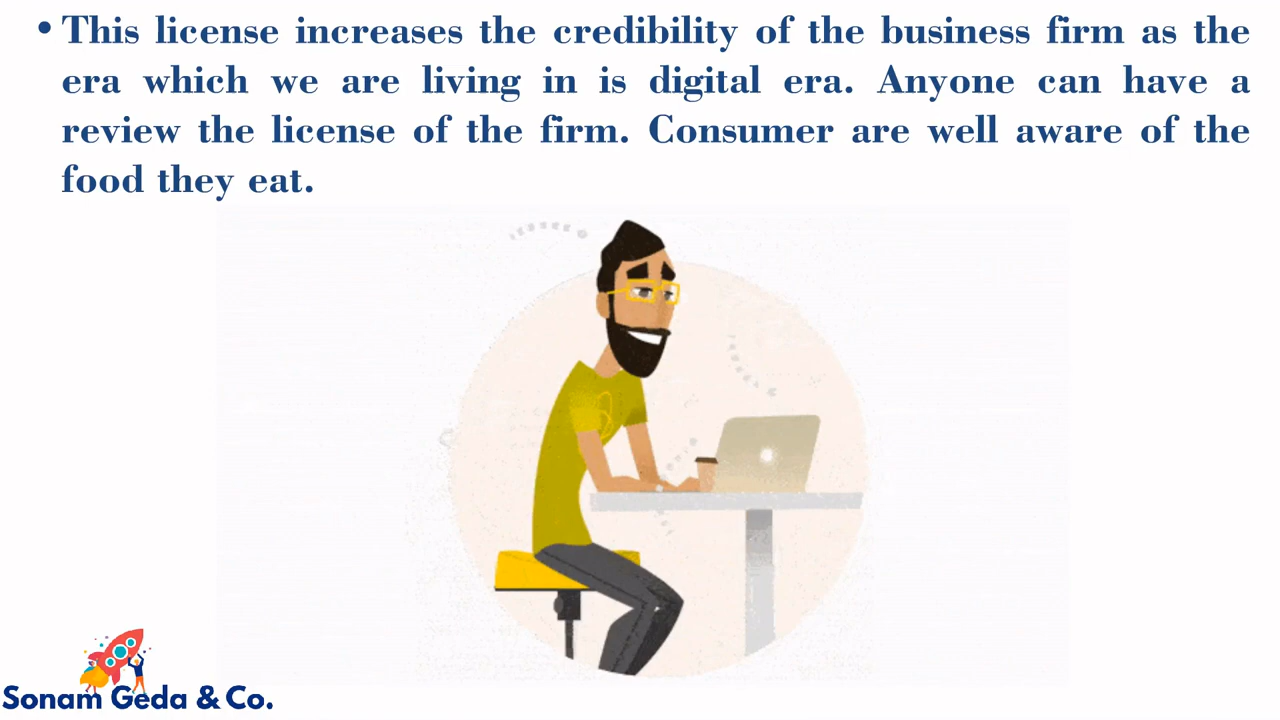 • This license increases the credibility of the business firm as the
era which we are living in is digital era. Anyone can have a
review the license of the firm. Consumer are well aware of the
food they eat.
Sonam Geda & Co.